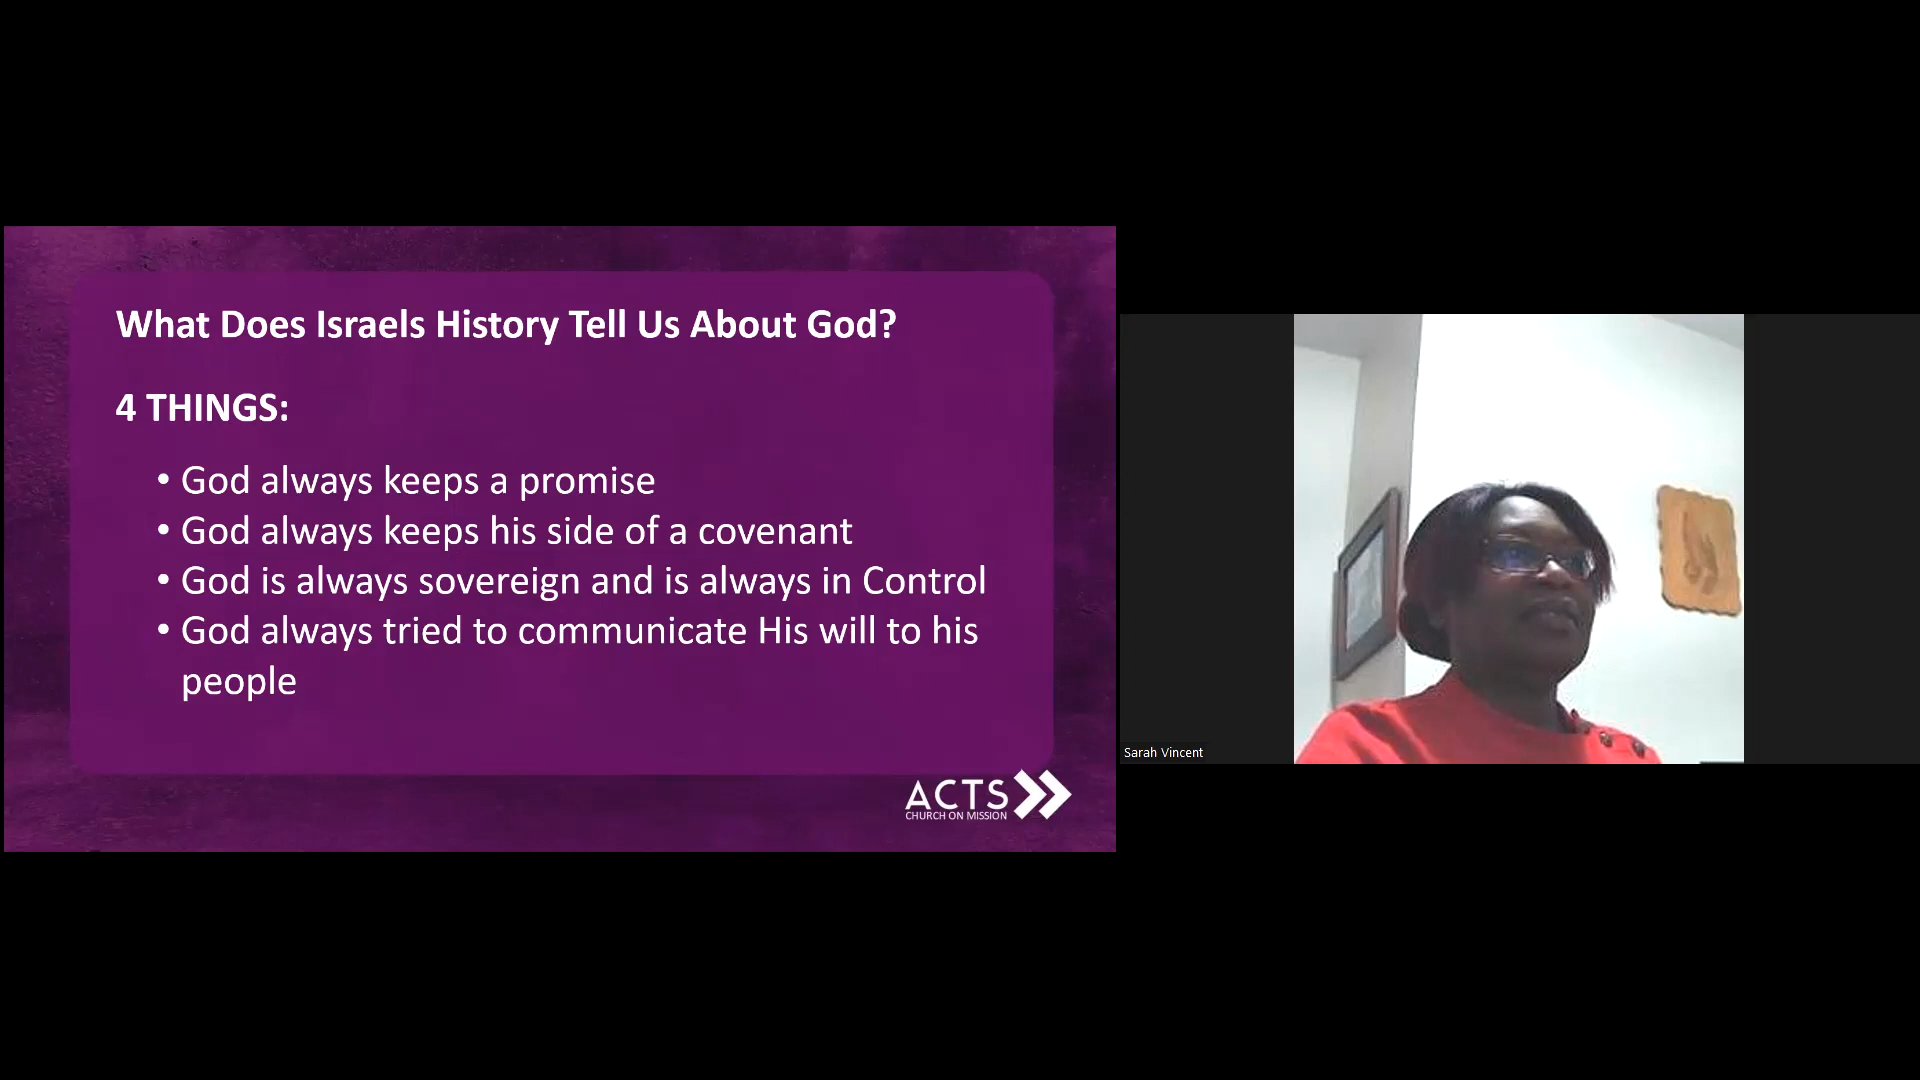 What Does Israels History Tell Us About God?
4 THINGS:
• God always keeps a promise
• God always keeps his side of a covenant
• God is always sovereign and is always in Control
• God always tried to communicate His will to his
people
ACTS
CHURCH ON MISSION
Sarah Vincent